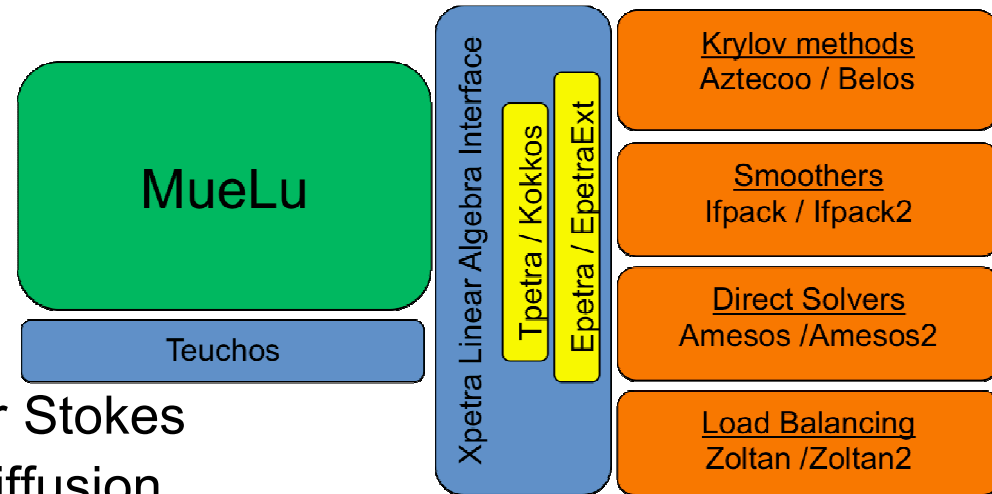 MueLu
Teuchos
Stokes
Xpetra Linear Algebra Interface
Tpetra / Kokkos
Epetra / EpetraExt
Krylov methods
Aztecoo / Belos
Smoothers
Ifpack / Ifpack2
Direct Solvers
Amesos /Amesos2
Load Balancing
Zoltan /Zoltan2